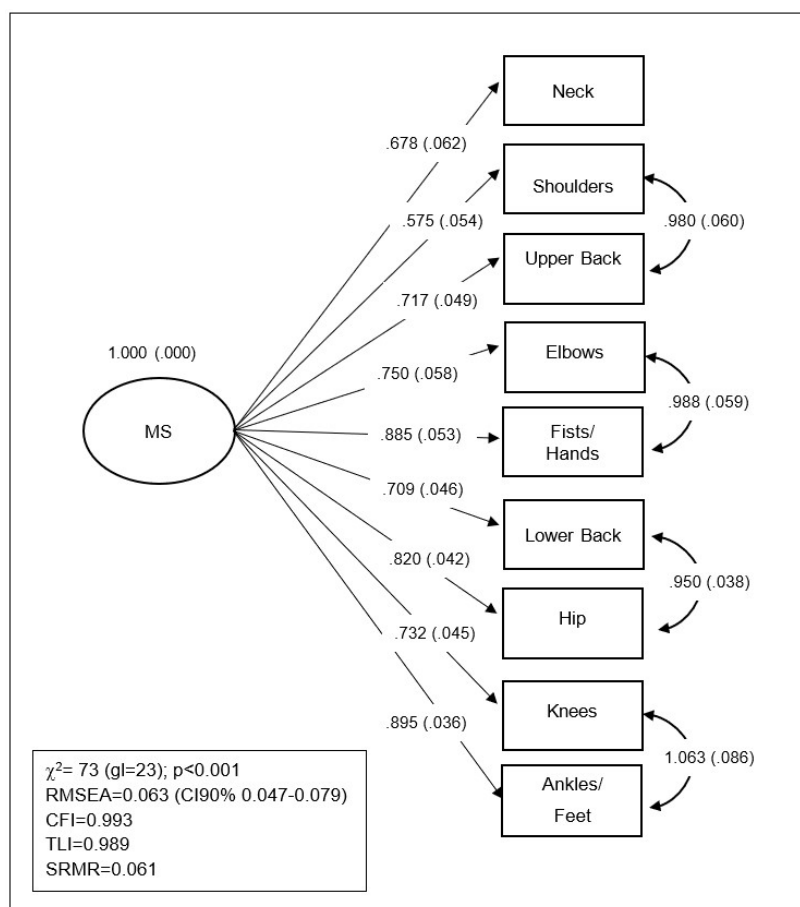 Neck
.678 (.062)
Shoulders
.575 (.054)
.980 (.060)
Upper Back
.717 (.049)
1.000 (.000)
Elbows
.750 (.058)
.988 (.059)
MS
.885 (.053)
Fists/
Hands
.709 (.046)
Lower Back
.820 (.042)
.950 (.038)
Hip
.732 (.045)
Knees
.895 (.036)
1.063 (.086)
Ankles/
Feet
χ²= 73 (gl=23); p<0.001
RMSEA=0.063 (CI90% 0.047-0.079)
CFI=0.993
TLI=0.989
SRMR=0.061